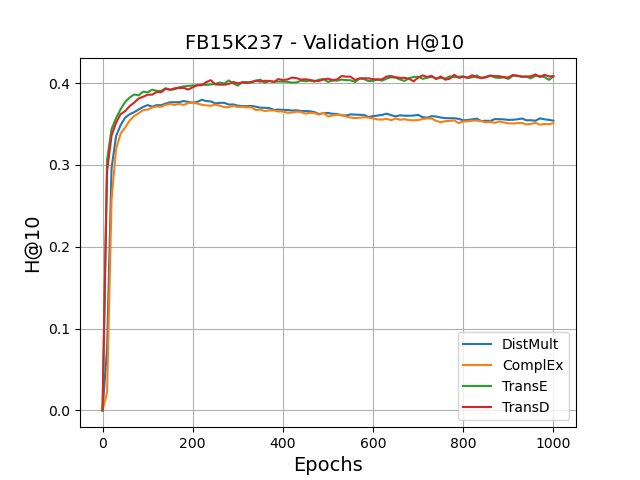 FB15K237 - Validation H@10
H@10
0.4
0.3
0.2
0.1
0.0
DistMult
ComplEx
TransE
TransD
0 200 400 600 800 1000
Epochs